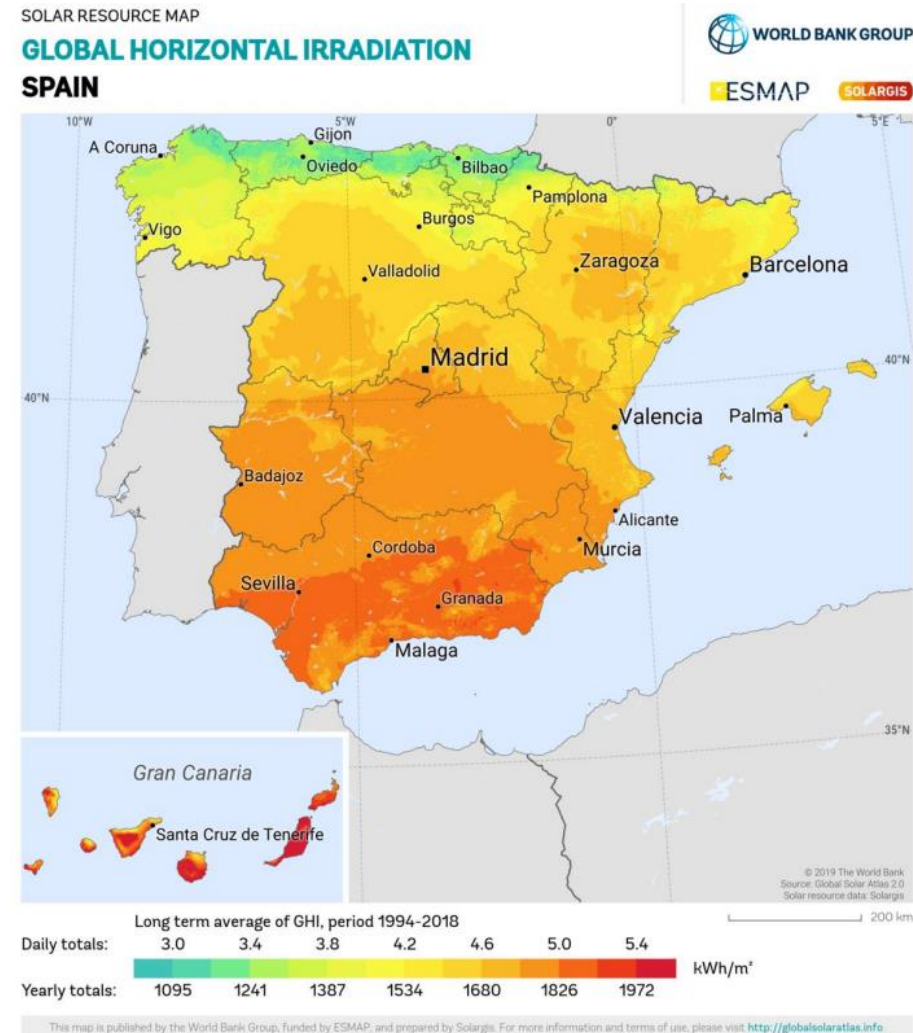 SOLAR RESOURCE MAP
GLOBAL HORIZONTAL IRRADIATION
SPAIN
WORLD BANK GROUP
ESMAP SOLARGIS
10°W 5°W 0° 5°E
A Coruna
Gijon
Oviedo
Bilbao
Pamplona
Vigo
Burgos
Valladolid
Zaragoza
Barcelona
Madrid
40°N
40°N
Valencia
Palma
Badajoz
Alicante
Murcia
Cordoba
Sevilla
Granada
Malaga
35°N
Gran Canaria
Santa Cruz de Tenerife
© 2019 The World Bank
Source: Global Solar Atlas 2.0
Solar resource data: Solargis
200 km
Long term average of GHI, period 1994-2018
Daily totals: 3.0 3.4 3.8 4.2 4.6 5.0 5.4
kWh/m²
Yearly totals: 1095 1241 1387 1534 1680 1826 1972
This map is published by the World Bank Group, funded by ESMAP, and prepared by Solargis. For more information and terms of use, please visit http://globalsolaratlas.info